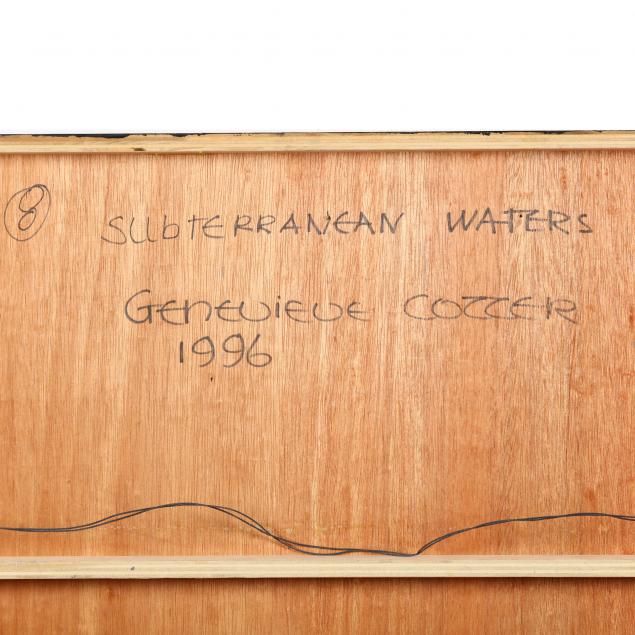 8 SUbTERRANEAN WATERS
GENEVIEVE COTTER
1996